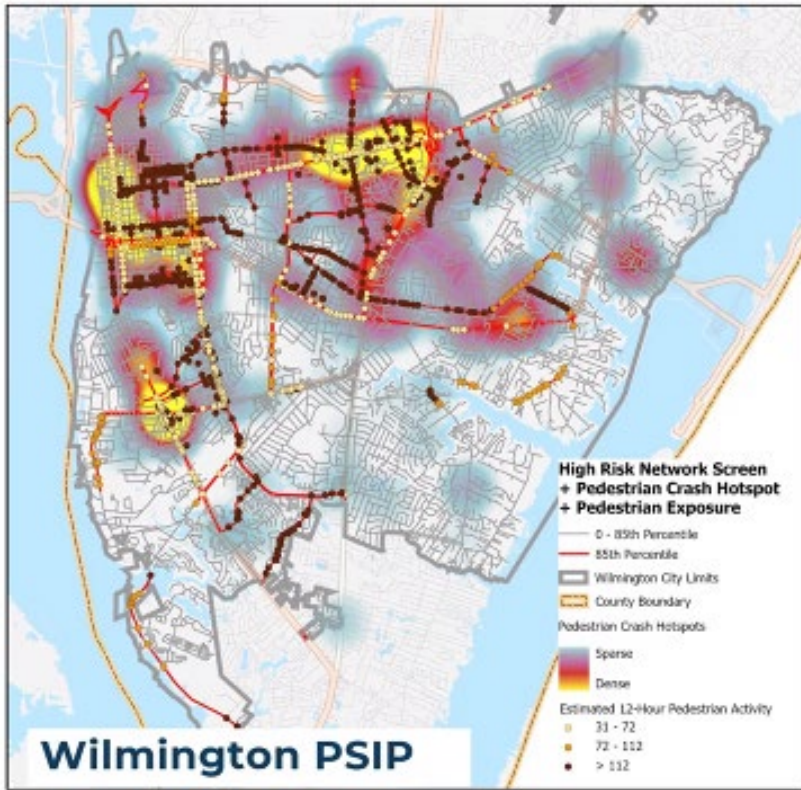 High Risk Network Screen
+ Pedestrian Crash Hotspot
+ Pedestrian Exposure
0 - 85th Percentile
85th Percentile
Wilmington City Limits
County Boundary
Pedestrian Crash Hotspots
Sparse
Dense
Estimated 12-Hour Pedestrian Activity
31 - 72
72 - 112
> 112
Wilmington PSIP